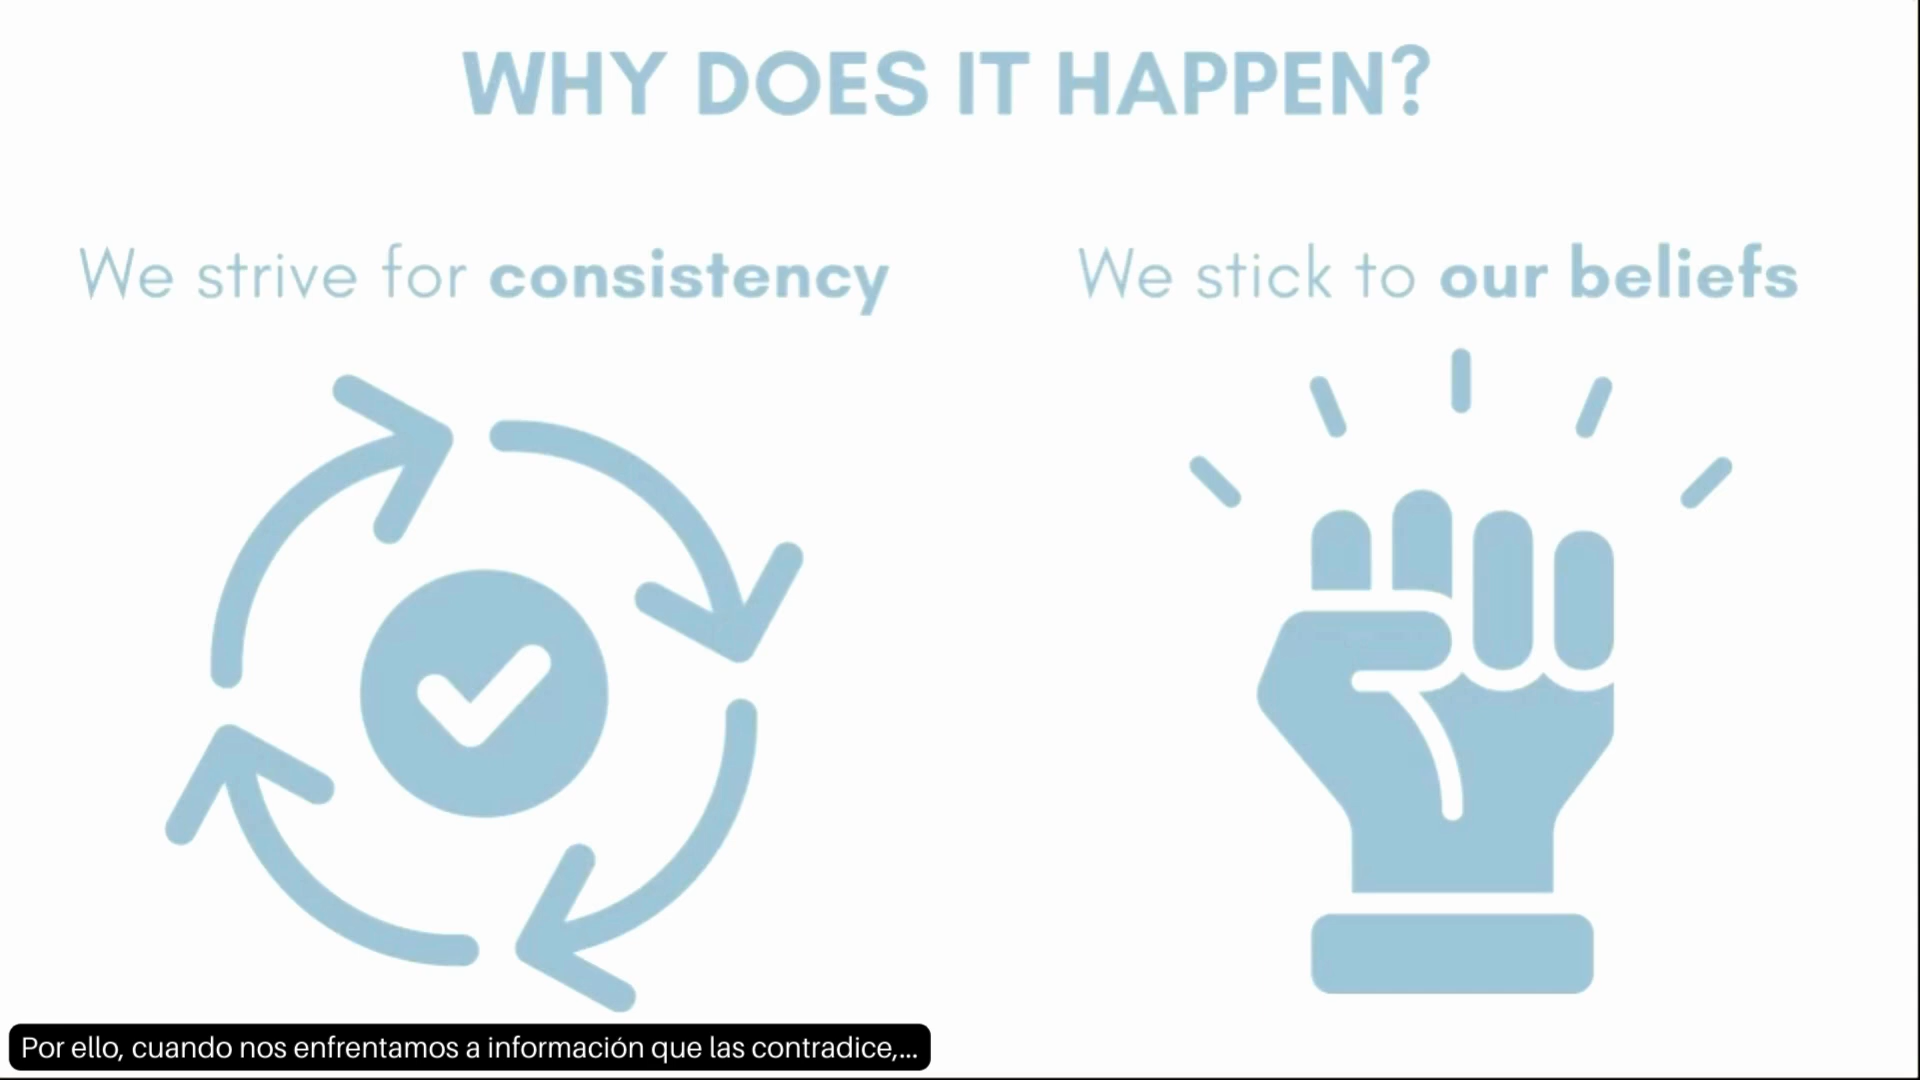 WHY DOES IT HAPPEN?
We strive for consistency
We stick to our beliefs
Por ello, cuando nos enfrentamos a información que las contradice,...